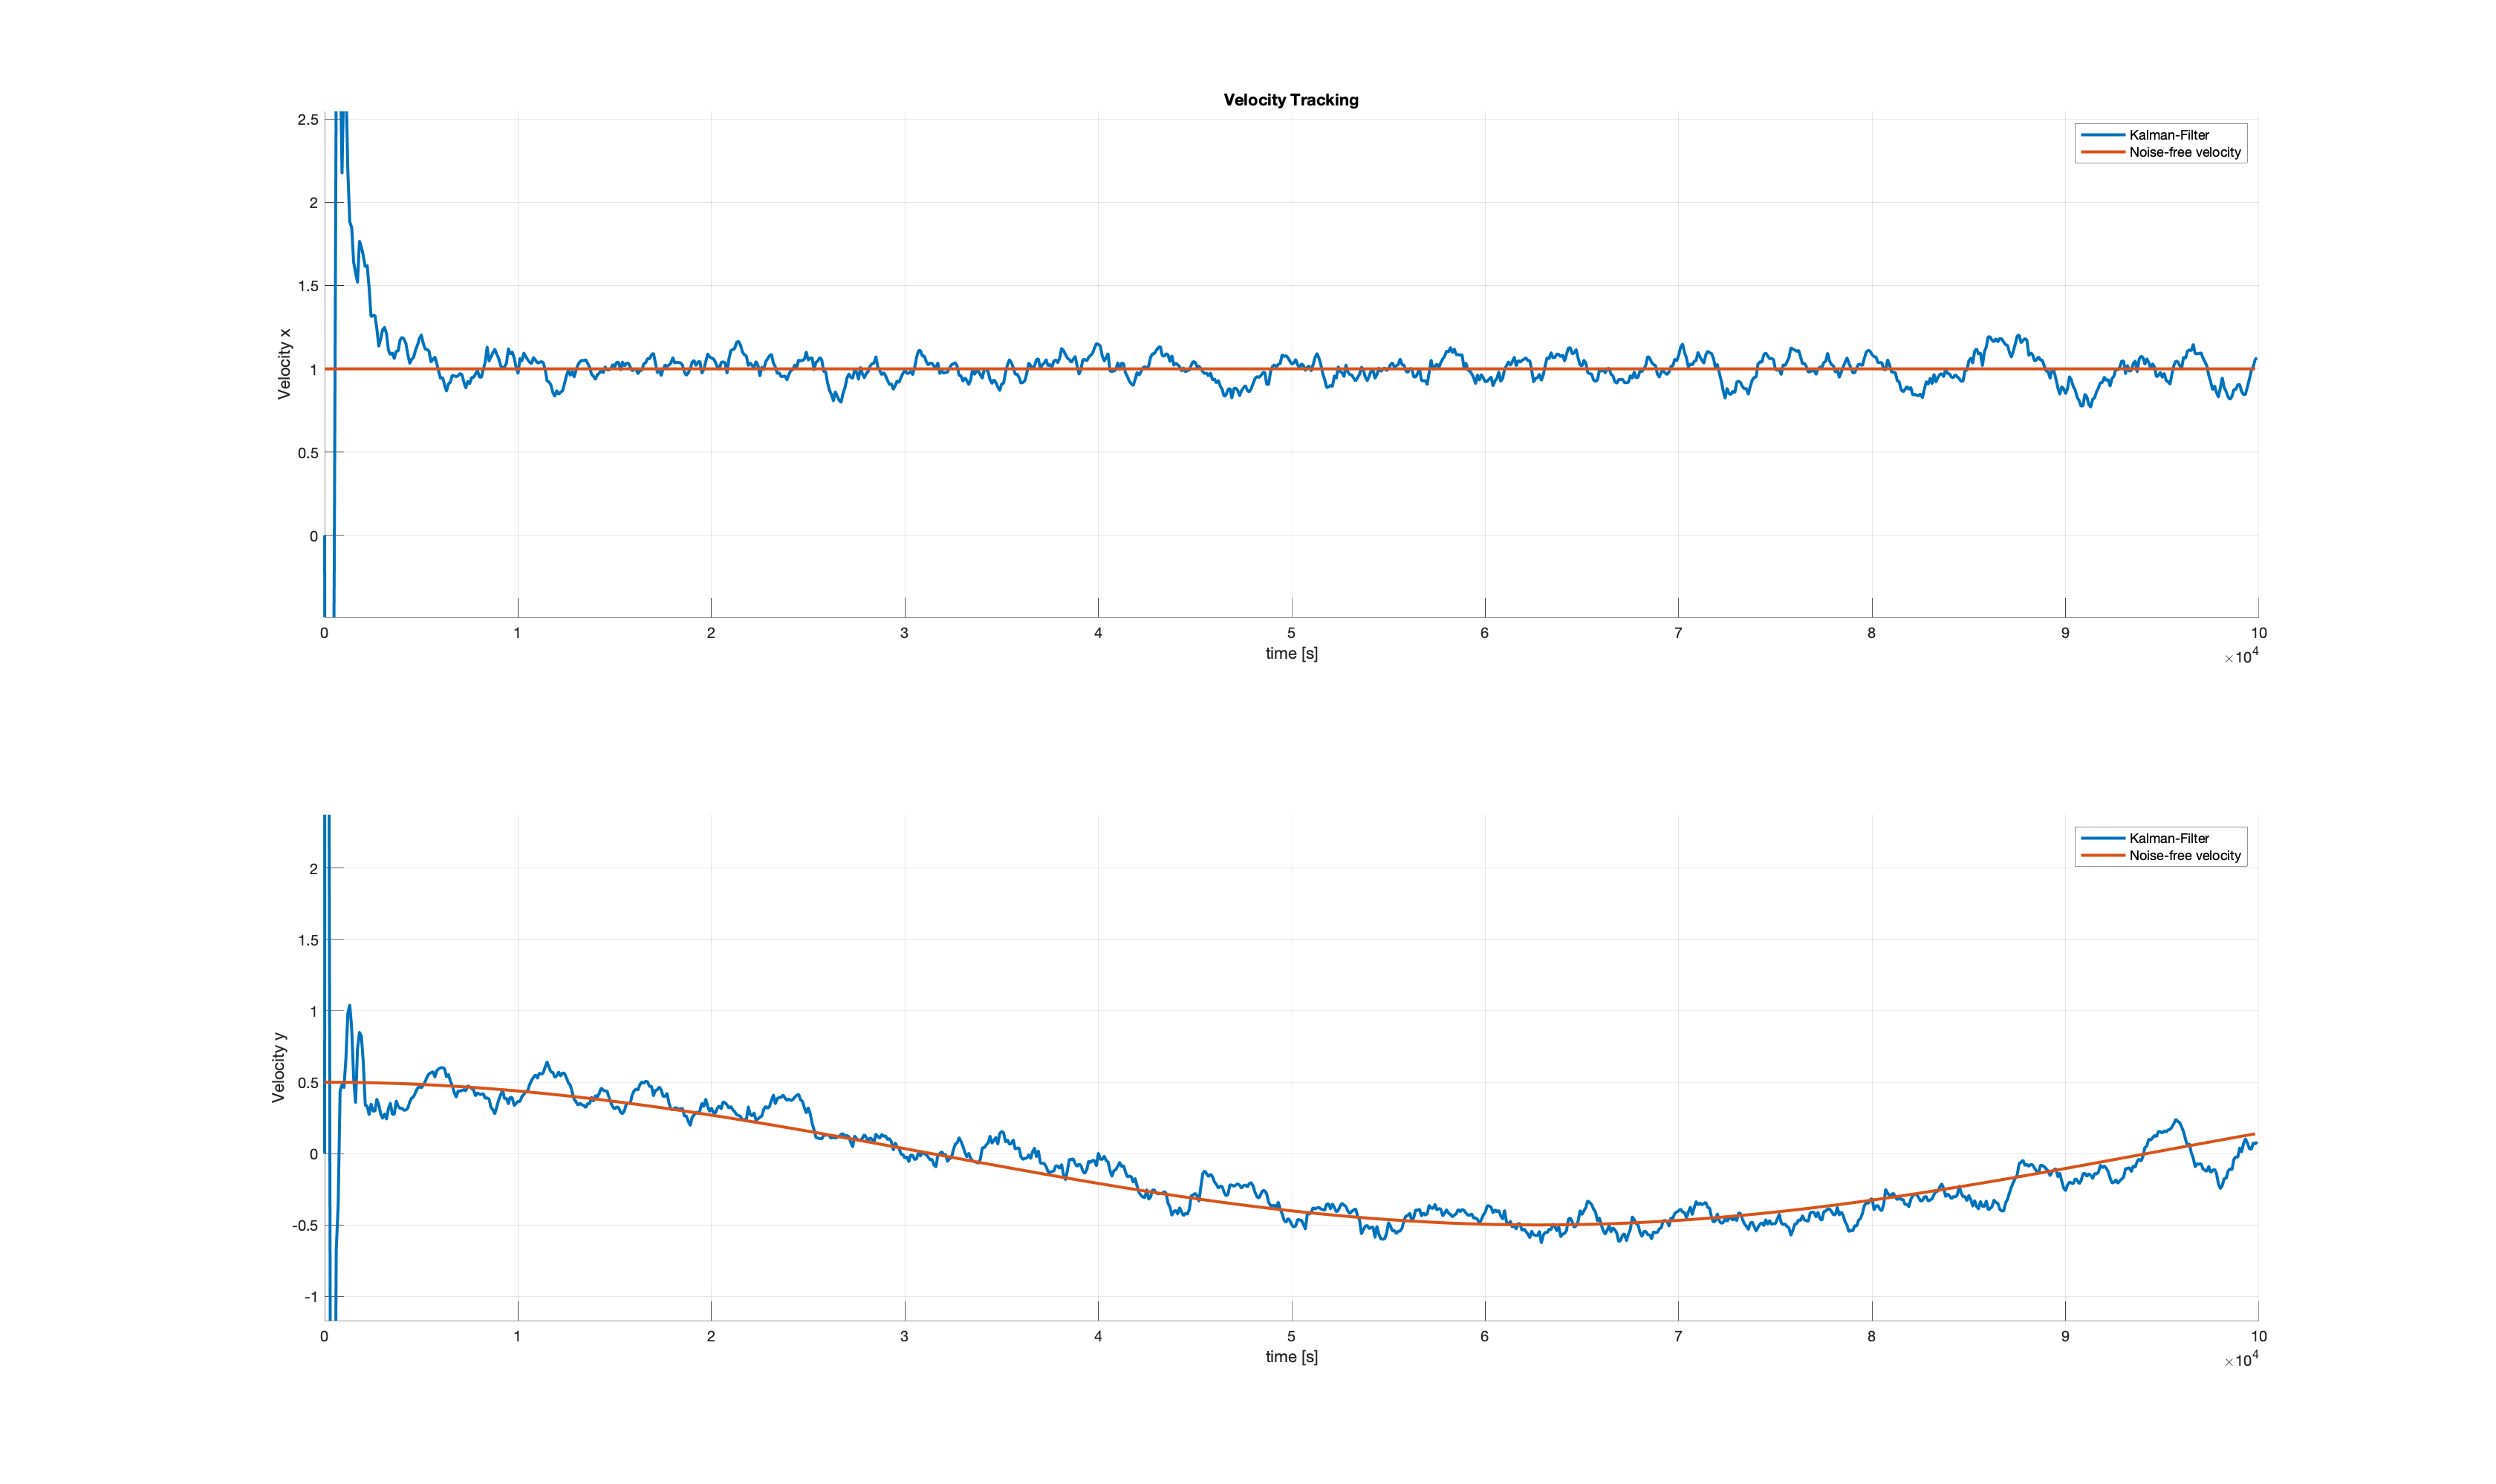 Velocity Tracking
2.5
2
1.5
1
0.5
0
Velocity x
Kalman-Filter
Noise-free velocity
0 1 2 3 4 5 6 7 8 9 10
time [s]
×10^4
2
1.5
1
0.5
0
-0.5
-1
Velocity y
Kalman-Filter
Noise-free velocity
0 1 2 3 4 5 6 7 8 9 10
time [s]
×10^4